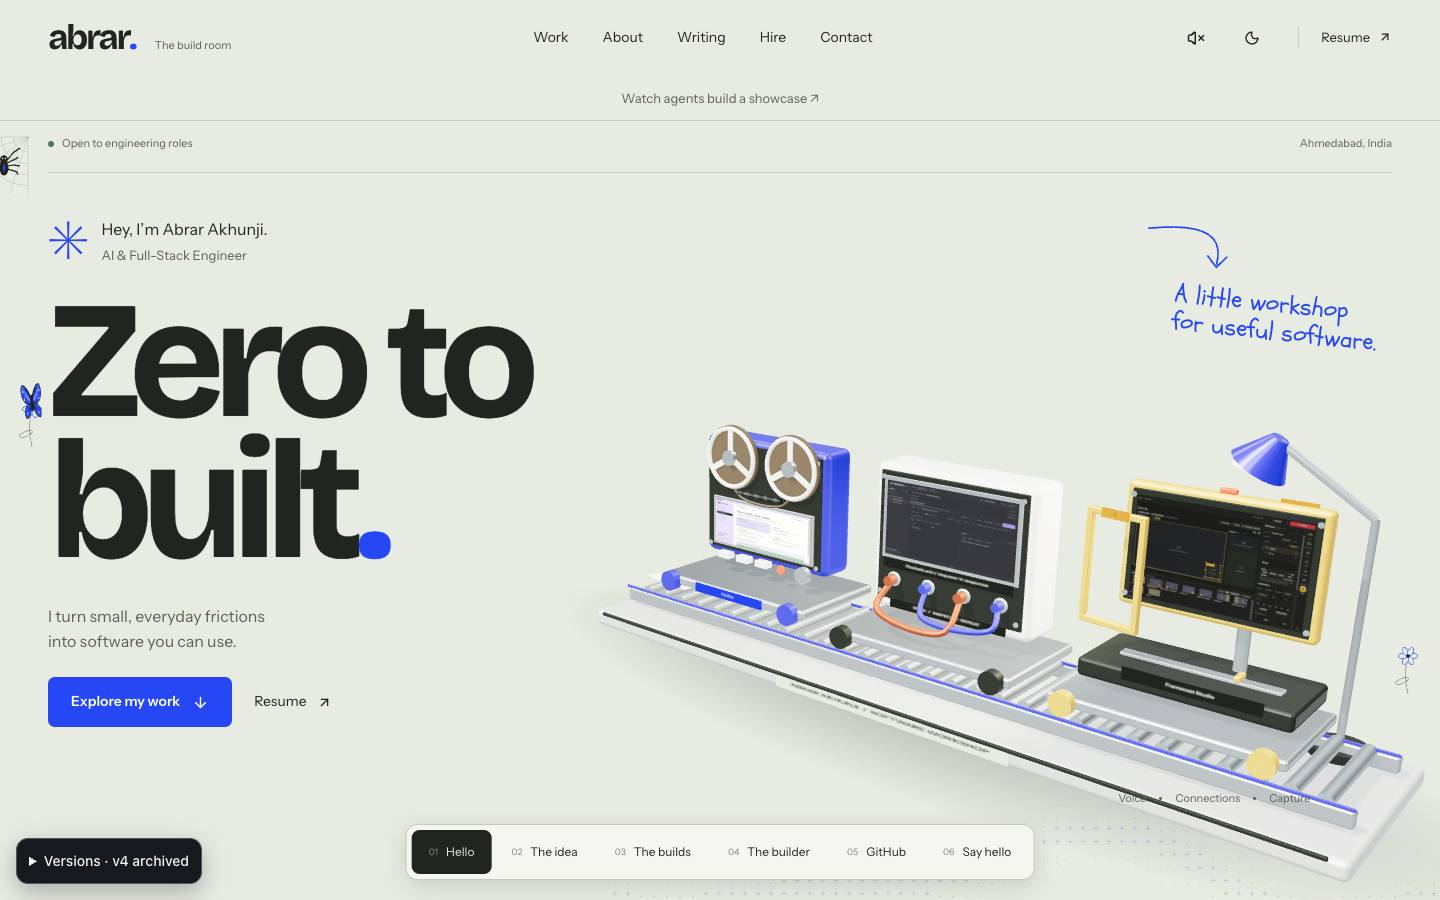 abrar.
The build room
Work
About
Writing
Hire
Contact
Resume
Watch agents build a showcase
Open to engineering roles
Ahmedabad, India
Hey, I'm Abrar Akhunji.
AI & Full-Stack Engineer
A little workshop
for useful software.
Zero to
built.
I turn small, everyday frictions
into software you can use.
Explore my work
Resume
Voice • Connections • Capture
Versions · v4 archived
01 Hello
02 The idea
03 The builds
04 The builder
05 GitHub
06 Say hello